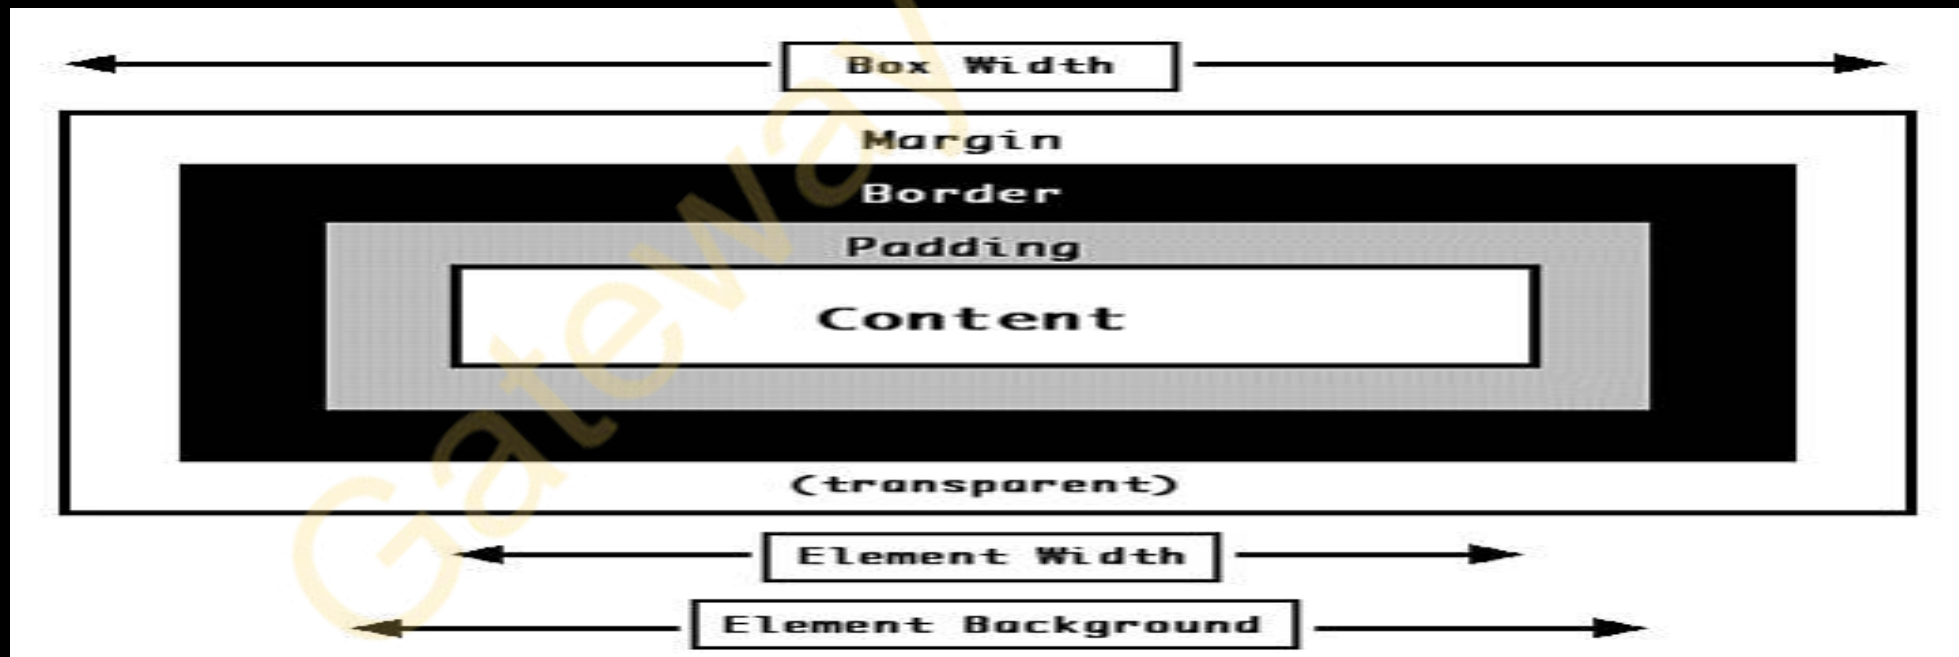 Box Width
Margin
Border
Padding
Content
(transparent)
Element Width
Element Background
Gateway